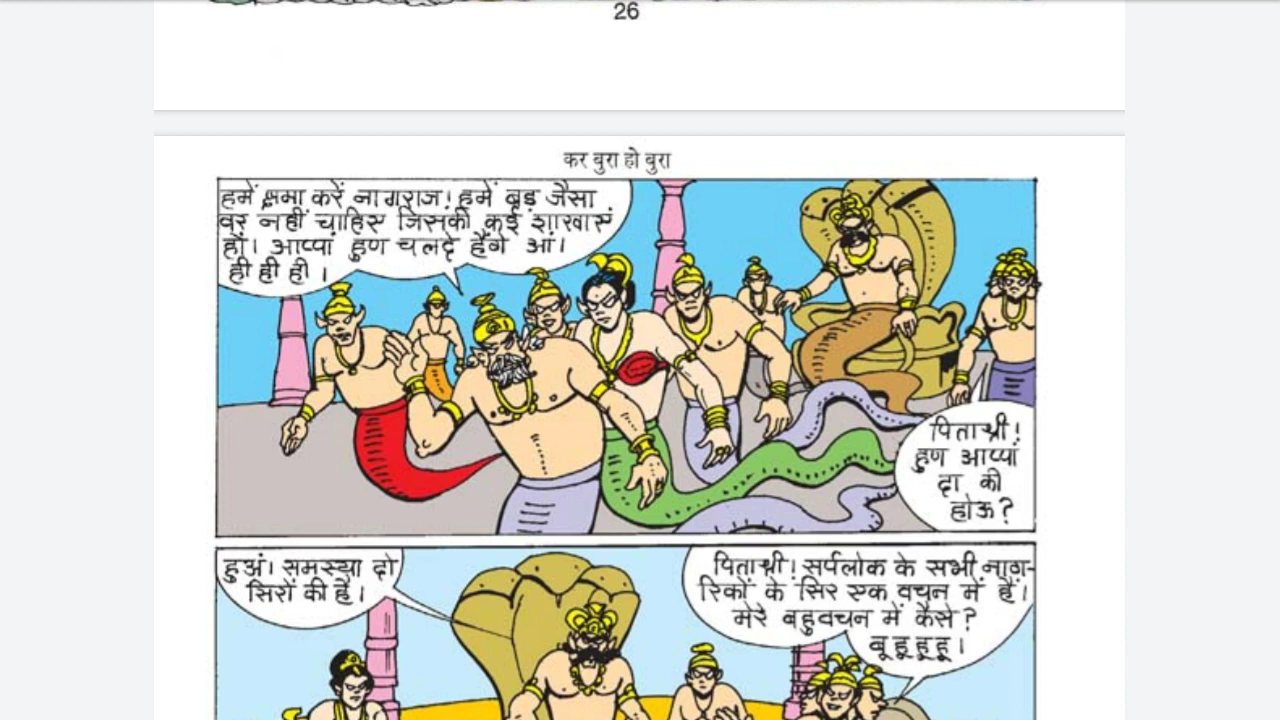 26
कर बुरा हो बुरा
हमें क्षमा करें नागराज! हमें बृड़ जैसा
वर नहीं चाहिए जिसकी कई शाखाएं
हों। आप्पां हुण चलदे हैंगे आं।
ही ही ही।
पिताश्री!
हुण आप्पां
दा की
होऊ?
हुअं। समस्या दो
सिरों की है।
पिताश्री! सर्पलोक के सभी नाग-
रिकों के सिर एक वचन में हैं।
मेरे बहुवचन में कैसे?
बूहूहूहू।